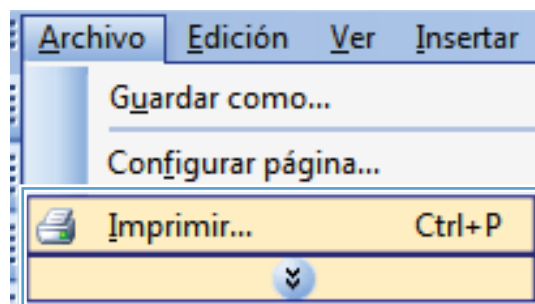 Archivo Edición Ver Insertar
Guardar como...
Configurar página...
Imprimir... Ctrl+P